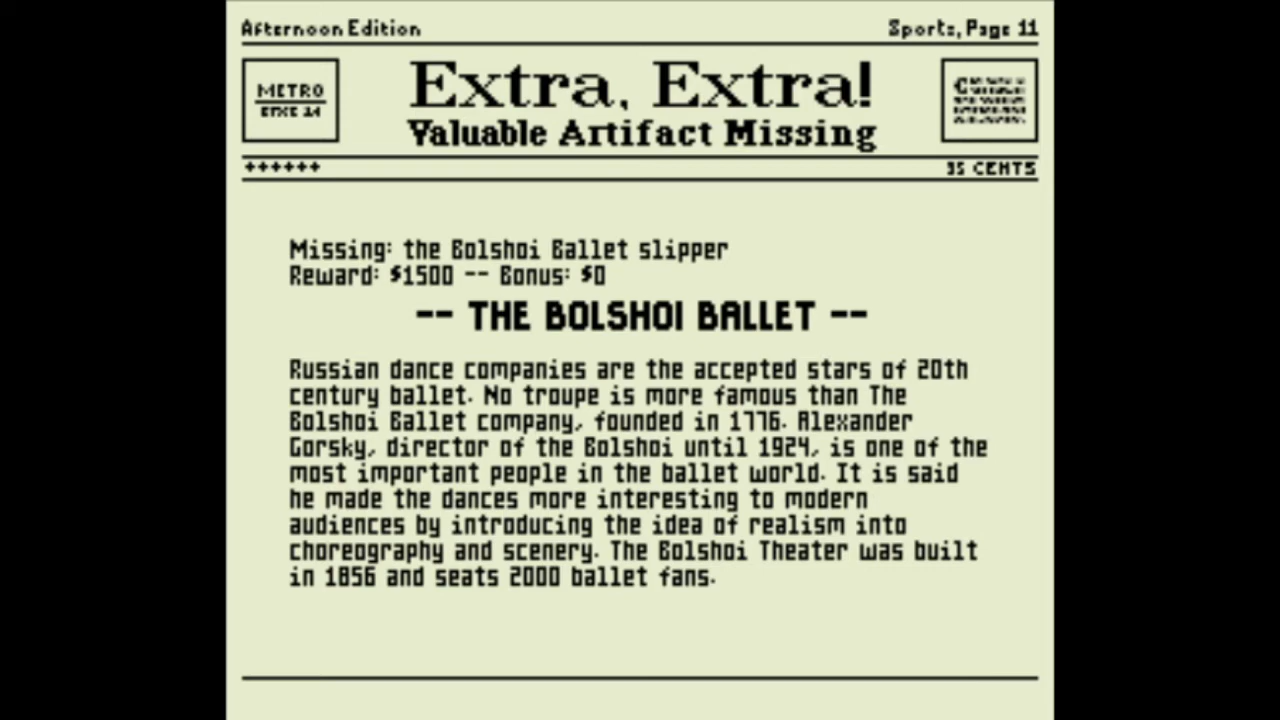 Afternoon Edition
Sports, Page 11
METRO
Extra, Extra!
Valuable Artifact Missing
++++++
35 CENTS
Missing: the Bolshoi Ballet slipper
Reward: $1500 -- Bonus: $0
-- THE BOLSHOI BALLET --
Russian dance companies are the accepted stars of 20th
century ballet. No troupe is more famous than The
Bolshoi Ballet company, founded in 1776. Alexander
Gorsky, director of the Bolshoi until 1924, is one of the
most important people in the ballet world. It is said
he made the dances more interesting to modern
audiences by introducing the idea of realism into
choreography and scenery. The Bolshoi Theater was built
in 1856 and seats 2000 ballet fans.